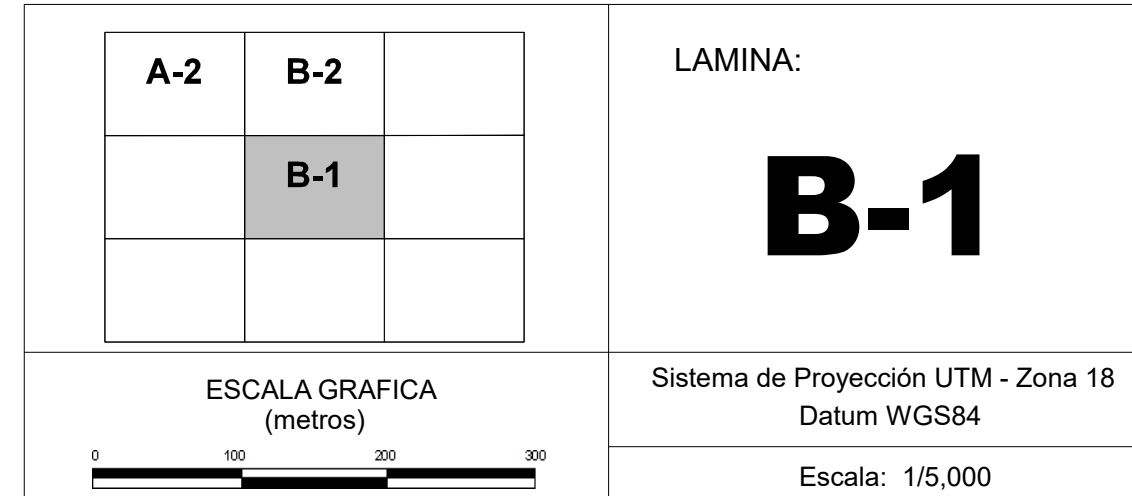 A-2 B-2
B-1
LAMINA:
B-1
ESCALA GRAFICA
(metros)
0 100 200 300
Sistema de Proyección UTM - Zona 18
Datum WGS84
Escala: 1/5,000